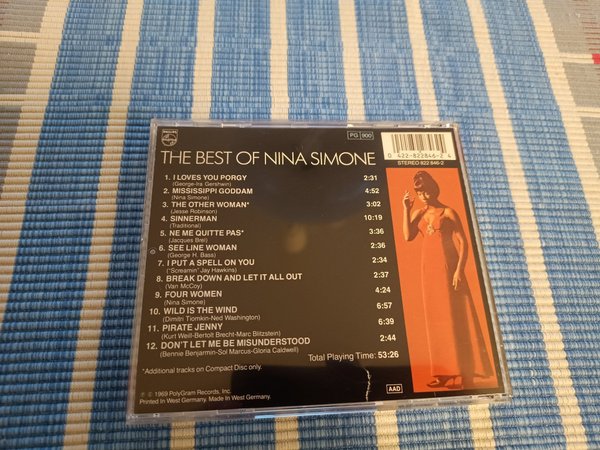 PHILIPS
PG 900
THE BEST OF NINA SIMONE
0 422-822846-2 4
STEREO 822 846-2
1. I LOVES YOU PORGY 2:31
(George-Ira Gershwin)
2. MISSISSIPPI GODDAM 4:52
(Nina Simone)
3. THE OTHER WOMAN* 3:02
(Jesse Robinson)
4. SINNERMAN 10:19
(Traditional)
5. NE ME QUITTE PAS* 3:36
(Jacques Brel)
6. SEE LINE WOMAN 2:36
(George H. Bass)
7. I PUT A SPELL ON YOU 2:34
("Screamin" Jay Hawkins)
8. BREAK DOWN AND LET IT ALL OUT 2:37
(Van McCoy)
9. FOUR WOMEN 4:24
(Nina Simone)
10. WILD IS THE WIND 6:57
(Dimitri Tiomkin-Ned Washington)
11. PIRATE JENNY 6:39
(Kurt Weill-Bertolt Brecht-Marc Blitzstein)
12. DON'T LET ME BE MISUNDERSTOOD 2:44
(Bennie Benjarmin-Sol Marcus-Gloria Caldwell)
Total Playing Time: 53:26
*Additional tracks on Compact Disc only.
℗ © 1969 PolyGram Records, Inc.
Printed in West Germany. Made in West Germany.
AAD